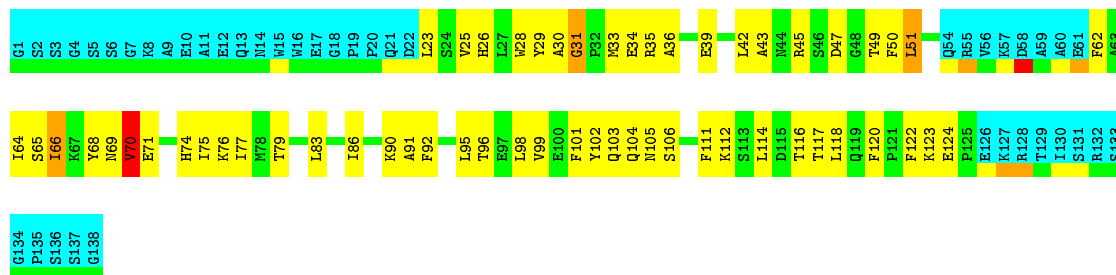 G1 S2 S3 G4 S5 S6 G7 K8 A9 E10 A11 E12 Q13 N14 W15 W16 E17 G18 P19 P20 Q21 D22 L23 S24 V25 H26 L27 W28 Y29 A30 G31 P32 M33 E34 R35 A36 E39 L42 A43 N44 R45 S46 D47 G48 T49 F50 L51 Q54 R55 V56 K57 D58 A59 A60 E61 F62 A63
I64 S65 I66 K67 Y68 N69 V70 E71 H74 I75 K76 I77 M78 T79 L83 I86 K90 A91 F92 L95 T96 E97 L98 V99 E100 F101 Y102 Q103 Q104 N105 S106 F111 K112 S113 L114 D115 T116 T117 L118 Q119 F120 P121 F122 K123 E124 P125 E126 K127 R128 T129 I130 S131 R132
G134 P135 S136 S137 G138